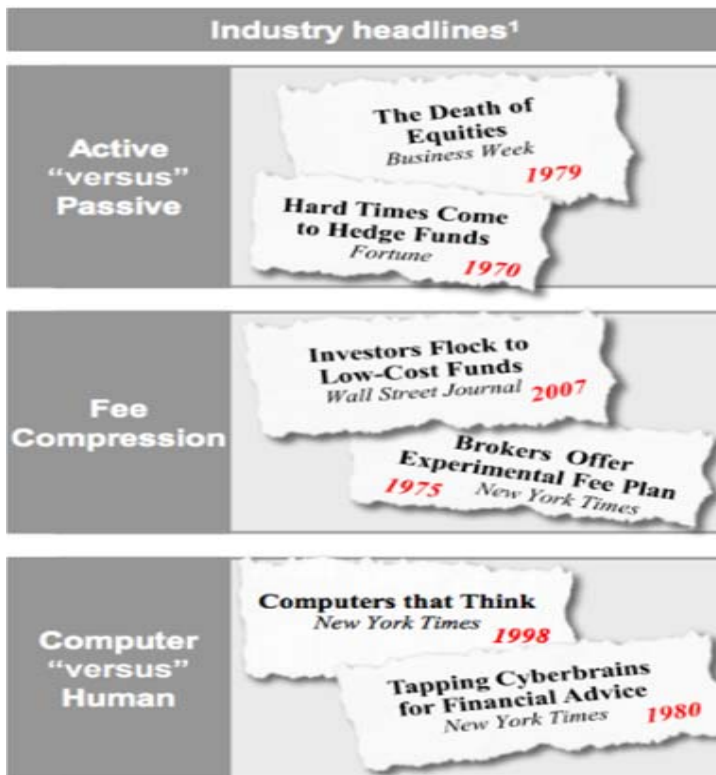 Industry headlines¹
Active
“versus”
Passive
The Death of
Equities
Business Week
1979
Hard Times Come
to Hedge Funds
Fortune
1970
Fee
Compression
Investors Flock to
Low-Cost Funds
Wall Street Journal 2007
Brokers Offer
Experimental Fee Plan
1975 New York Times
Computer
“versus”
Human
Computers that Think
New York Times
1998
Tapping Cyberbrains
for Financial Advice
New York Times 1980